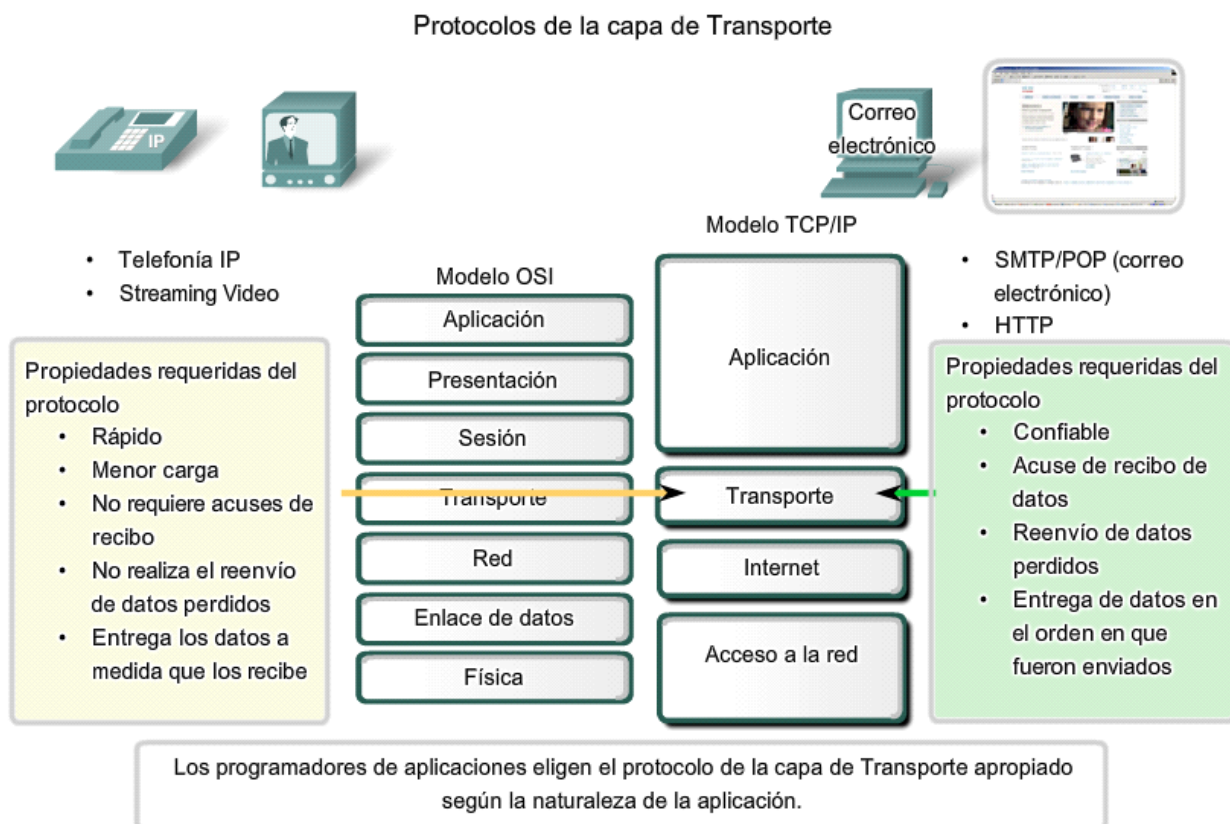 Protocolos de la capa de Transporte
IP
Correo
electrónico
• Telefonía IP
• Streaming Video
Propiedades requeridas del
protocolo
• Rápido
• Menor carga
• No requiere acuses de
recibo
• No realiza el reenvío
de datos perdidos
• Entrega los datos a
medida que los recibe
Modelo OSI
Aplicación
Presentación
Sesión
Transporte
Red
Enlace de datos
Física
Modelo TCP/IP
Aplicación
Transporte
Internet
Acceso a la red
• SMTP/POP (correo
electrónico)
• HTTP
Propiedades requeridas del
protocolo
• Confiable
• Acuse de recibo de
datos
• Reenvío de datos
perdidos
• Entrega de datos en
el orden en que
fueron enviados
Los programadores de aplicaciones eligen el protocolo de la capa de Transporte apropiado
según la naturaleza de la aplicación.